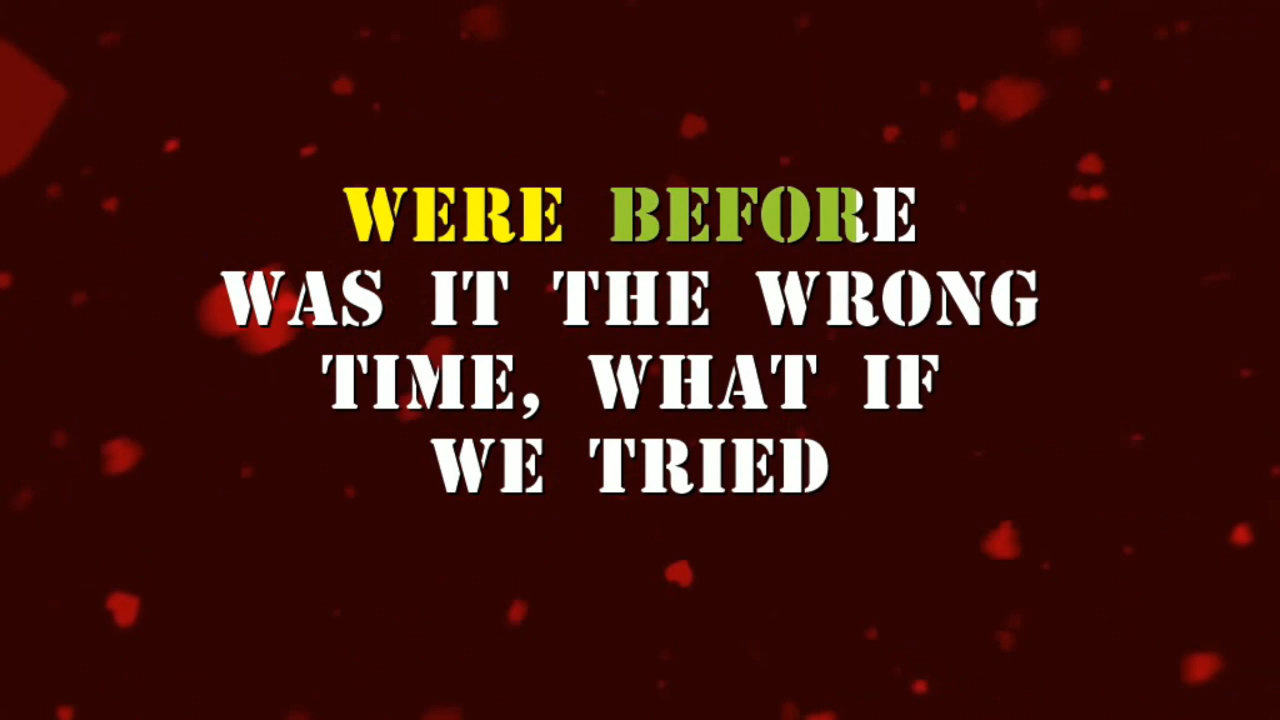 WERE BEFORE
WAS IT THE WRONG
TIME, WHAT IF
WE TRIED